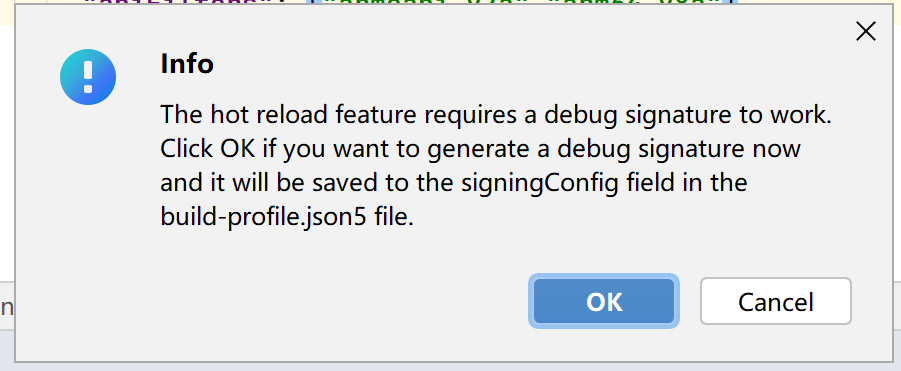 Info
The hot reload feature requires a debug signature to work.
Click OK if you want to generate a debug signature now
and it will be saved to the signingConfig field in the
build-profile.json5 file.
OK
Cancel